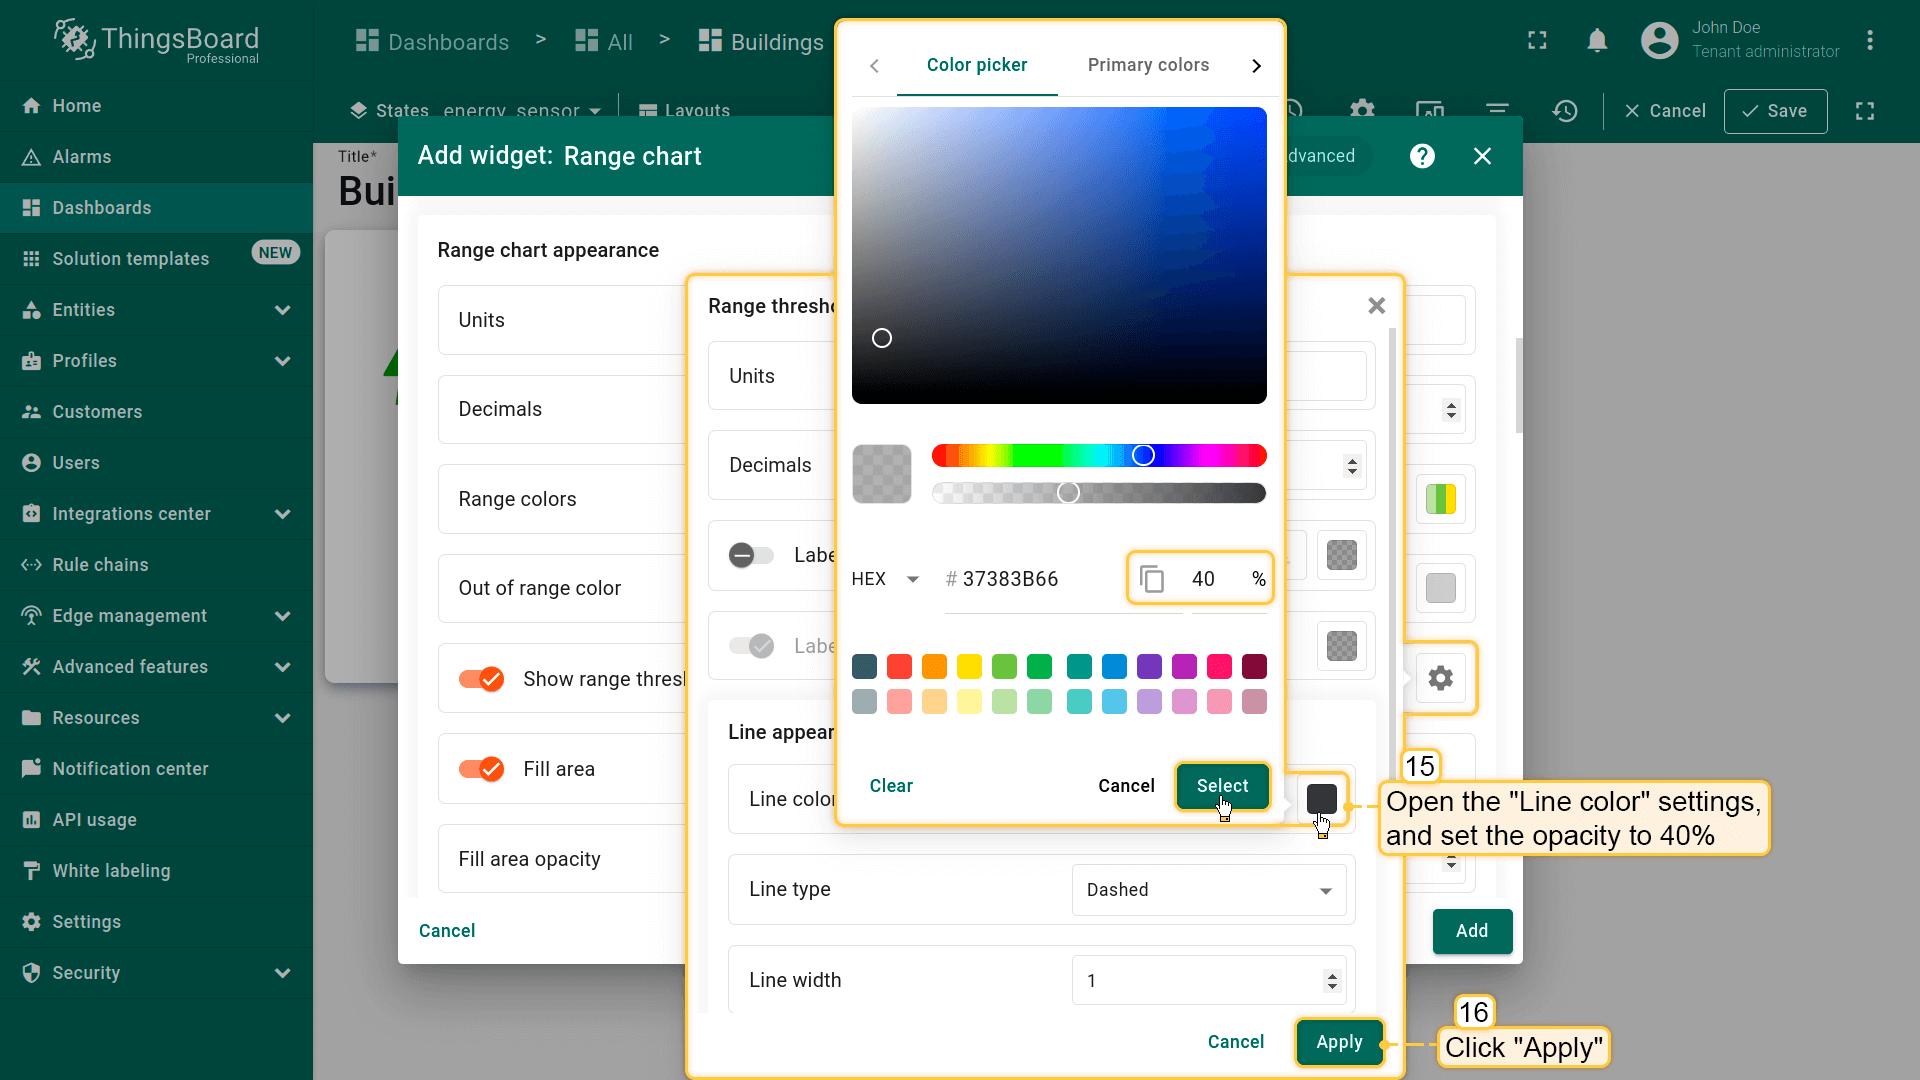 ThingsBoard
Professional
Dashboards > All > Buildings
John Doe
Tenant administrator
States energy_sensor
Layouts
Cancel
Save
Home
Alarms
Dashboards
Solution templates
NEW
Entities
Profiles
Customers
Users
Integrations center
Rule chains
Edge management
Advanced features
Resources
Notification center
API usage
White labeling
Settings
Security
Title*
Bui
Add widget: Range chart
dvanced
?
Range chart appearance
Units
Decimals
Range colors
Out of range color
Show range thres
Fill area
Fill area opacity
Cancel
Add
Range thresho
Units
Decimals
Labe
Labe
Line appear
Line color
Line type
Dashed
Line width
1
Cancel
Apply
Color picker
Primary colors
HEX
# 37383B66
40 %
Clear
Cancel
Select
15
Open the "Line color" settings,
and set the opacity to 40%
16
Click "Apply"